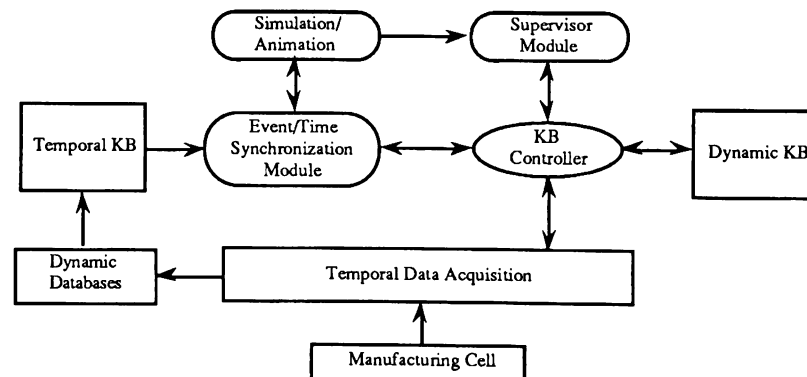 Simulation/
Animation
Supervisor
Module
Temporal KB
Event/Time
Synchronization
Module
KB
Controller
Dynamic KB
Dynamic
Databases
Temporal Data Acquisition
Manufacturing Cell